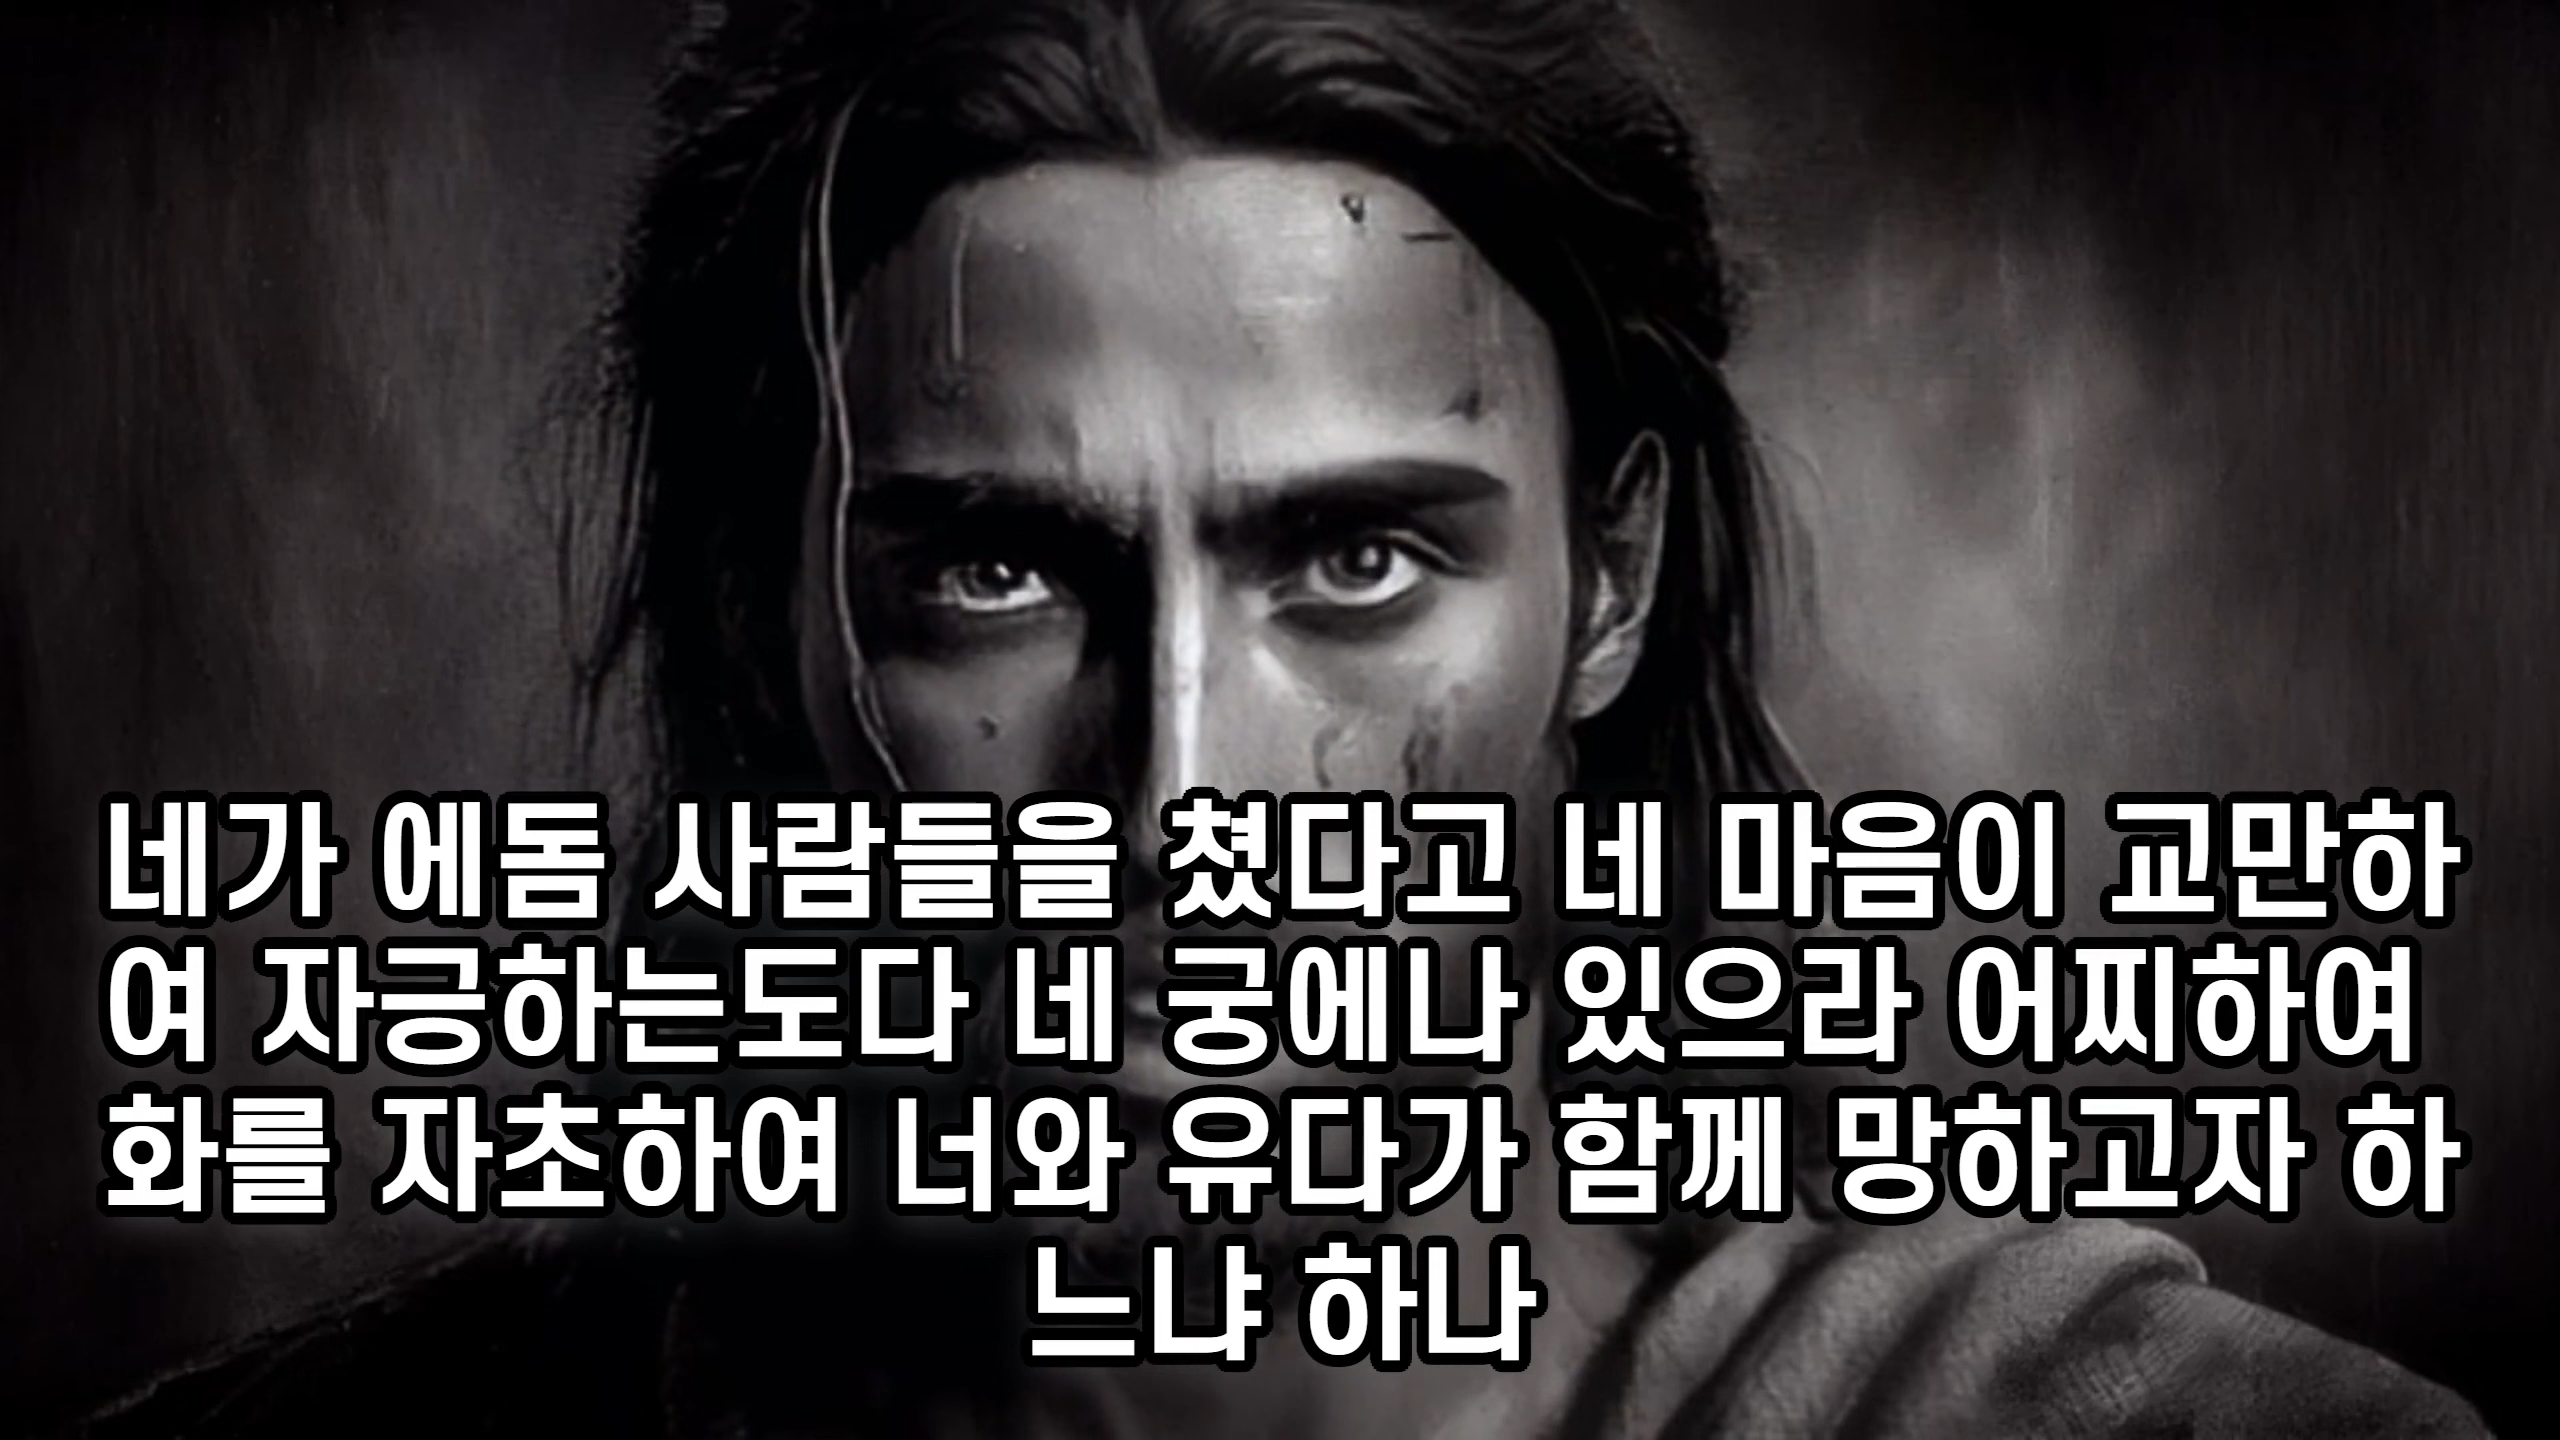 네가 에돔 사람들을 쳤다고 네 마음이 교만하
여 자긍하는도다 네 궁에나 있으라 어찌하여
화를 자초하여 너와 유다가 함께 망하고자 하
느냐 하나